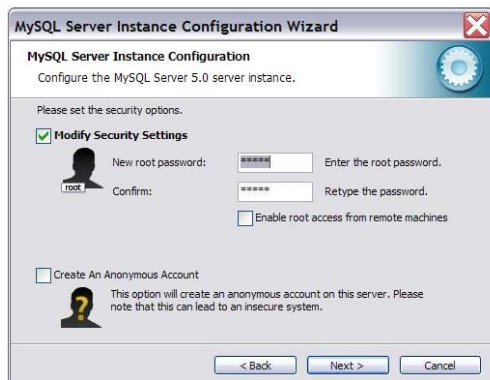 MySQL Server Instance Configuration Wizard
MySQL Server Instance Configuration
Configure the MySQL Server 5.0 server instance.
Please set the security options.
Modify Security Settings
New root password: ***** Enter the root password.
root
Confirm: ***** Retype the password.
Enable root access from remote machines
Create An Anonymous Account
This option will create an anonymous account on this server. Please
note that this can lead to an insecure system.
?
< Back Next > Cancel